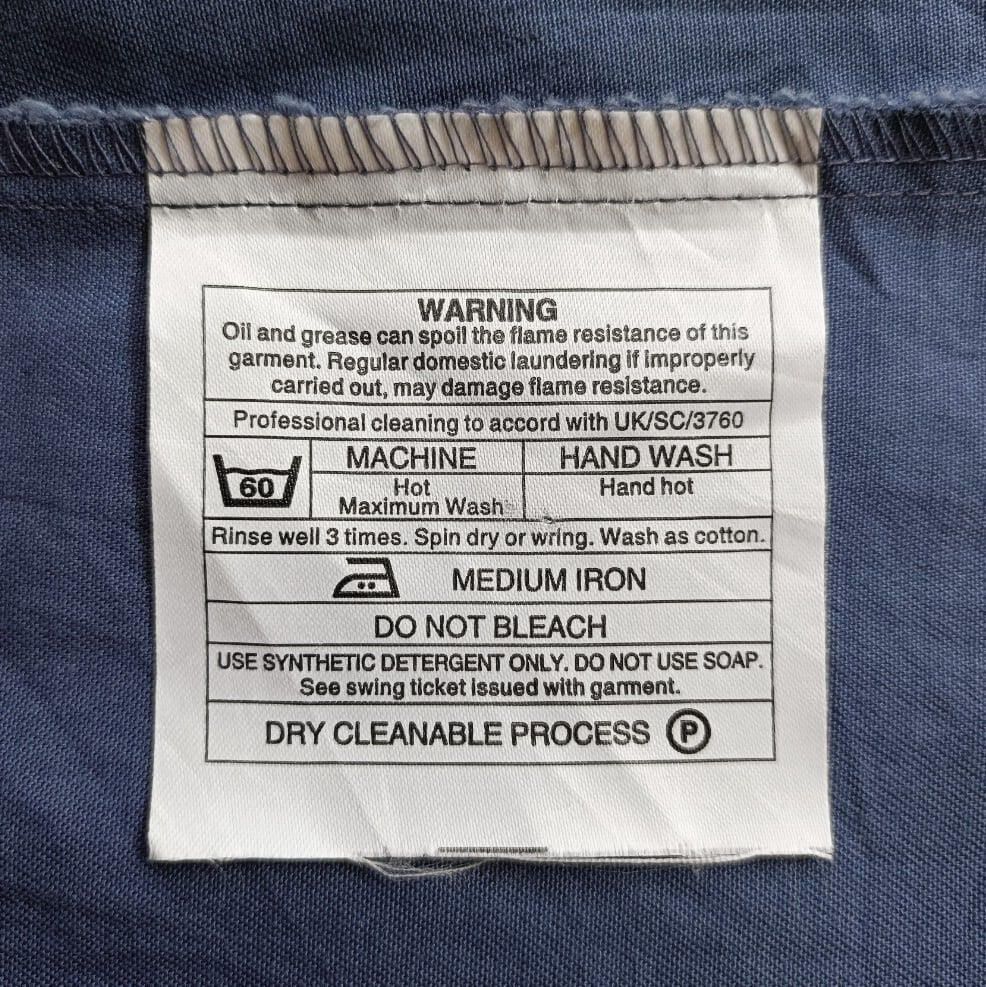 WARNING
Oil and grease can spoil the flame resistance of this
garment. Regular domestic laundering if improperly
carried out, may damage flame resistance.
Professional cleaning to accord with UK/SC/3760
60
MACHINE
Hot
Maximum Wash
HAND WASH
Hand hot
Rinse well 3 times. Spin dry or wring. Wash as cotton.
MEDIUM IRON
DO NOT BLEACH
USE SYNTHETIC DETERGENT ONLY. DO NOT USE SOAP.
See swing ticket issued with garment.
DRY CLEANABLE PROCESS P